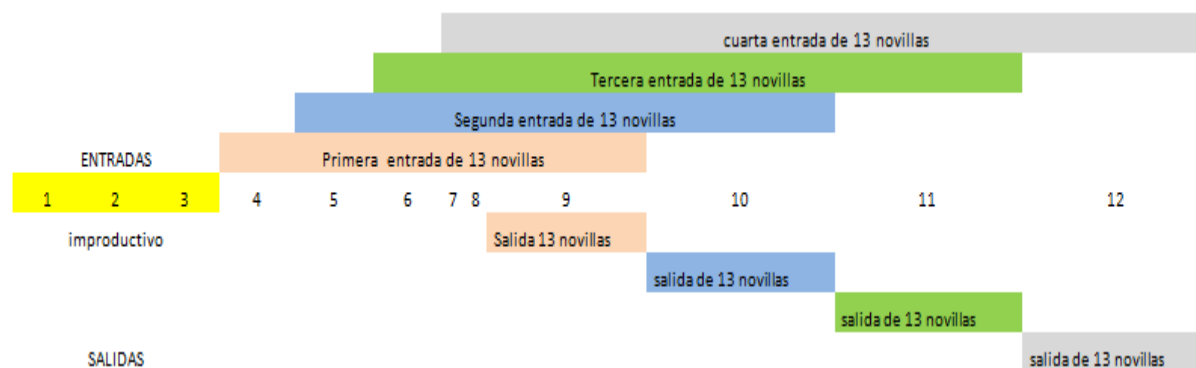 cuarta entrada de 13 novillas
Tercera entrada de 13 novillas
Segunda entrada de 13 novillas
ENTRADAS Primera entrada de 13 novillas
1 2 3 4 5 6 7 8 9 10 11 12
improductivo Salida 13 novillas
salida de 13 novillas
salida de 13 novillas
SALIDAS salida de 13 novillas